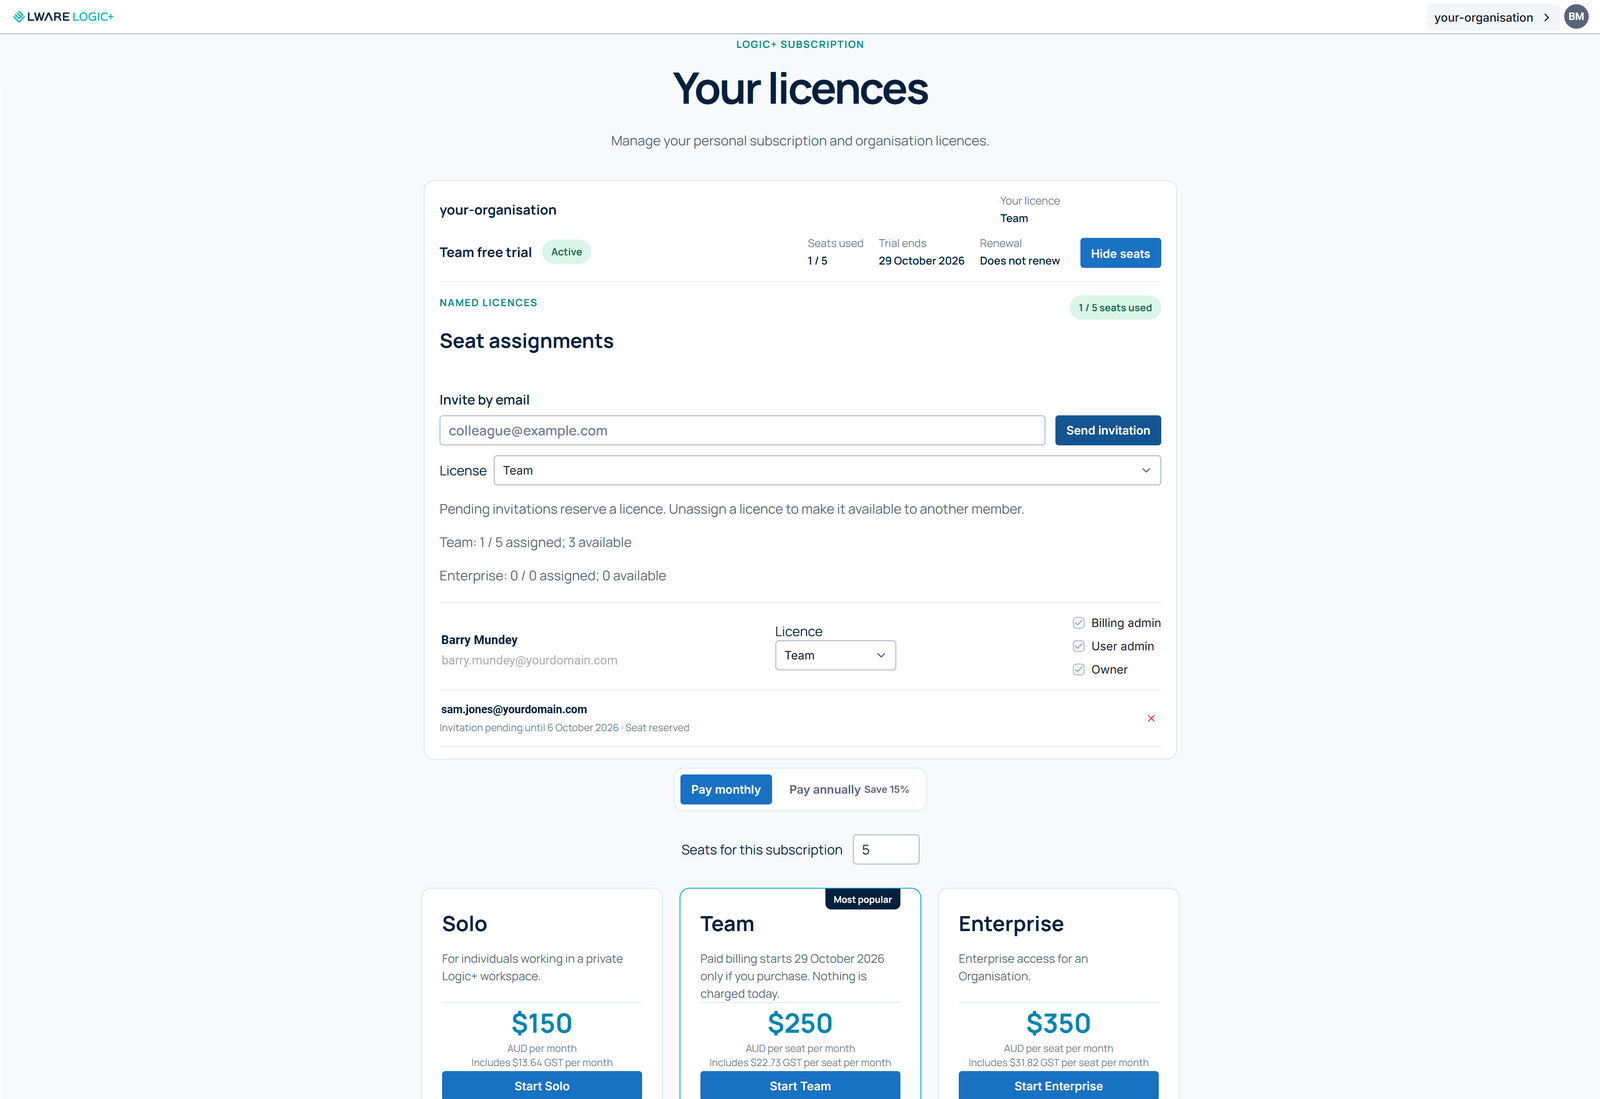 LWARE LOGIC+
your-organisation
BM
LOGIC+ SUBSCRIPTION
Your licences
Manage your personal subscription and organisation licences.
your-organisation
Your licence
Team
Team free trial
Active
Seats used
1 / 5
Trial ends
29 October 2026
Renewal
Does not renew
Hide seats
NAMED LICENCES
1 / 5 seats used
Seat assignments
Invite by email
colleague@example.com
Send invitation
License
Team
Pending invitations reserve a licence. Unassign a licence to make it available to another member.
Team: 1 / 5 assigned; 3 available
Enterprise: 0 / 0 assigned; 0 available
Barry Mundey
barry.mundey@yourdomain.com
Licence
Team
Billing admin
User admin
Owner
sam.jones@yourdomain.com
Invitation pending until 6 October 2026 · Seat reserved
Pay monthly
Pay annually Save 15%
Seats for this subscription
5
Solo
For individuals working in a private
Logic+ workspace.
$150
AUD per month
Includes $13.64 GST per month
Start Solo
Most popular
Team
Paid billing starts 29 October 2026
only if you purchase. Nothing is
charged today.
$250
AUD per seat per month
Includes $22.73 GST per seat per month
Start Team
Enterprise
Enterprise access for an
Organisation.
$350
AUD per seat per month
Includes $31.82 GST per seat per month
Start Enterprise